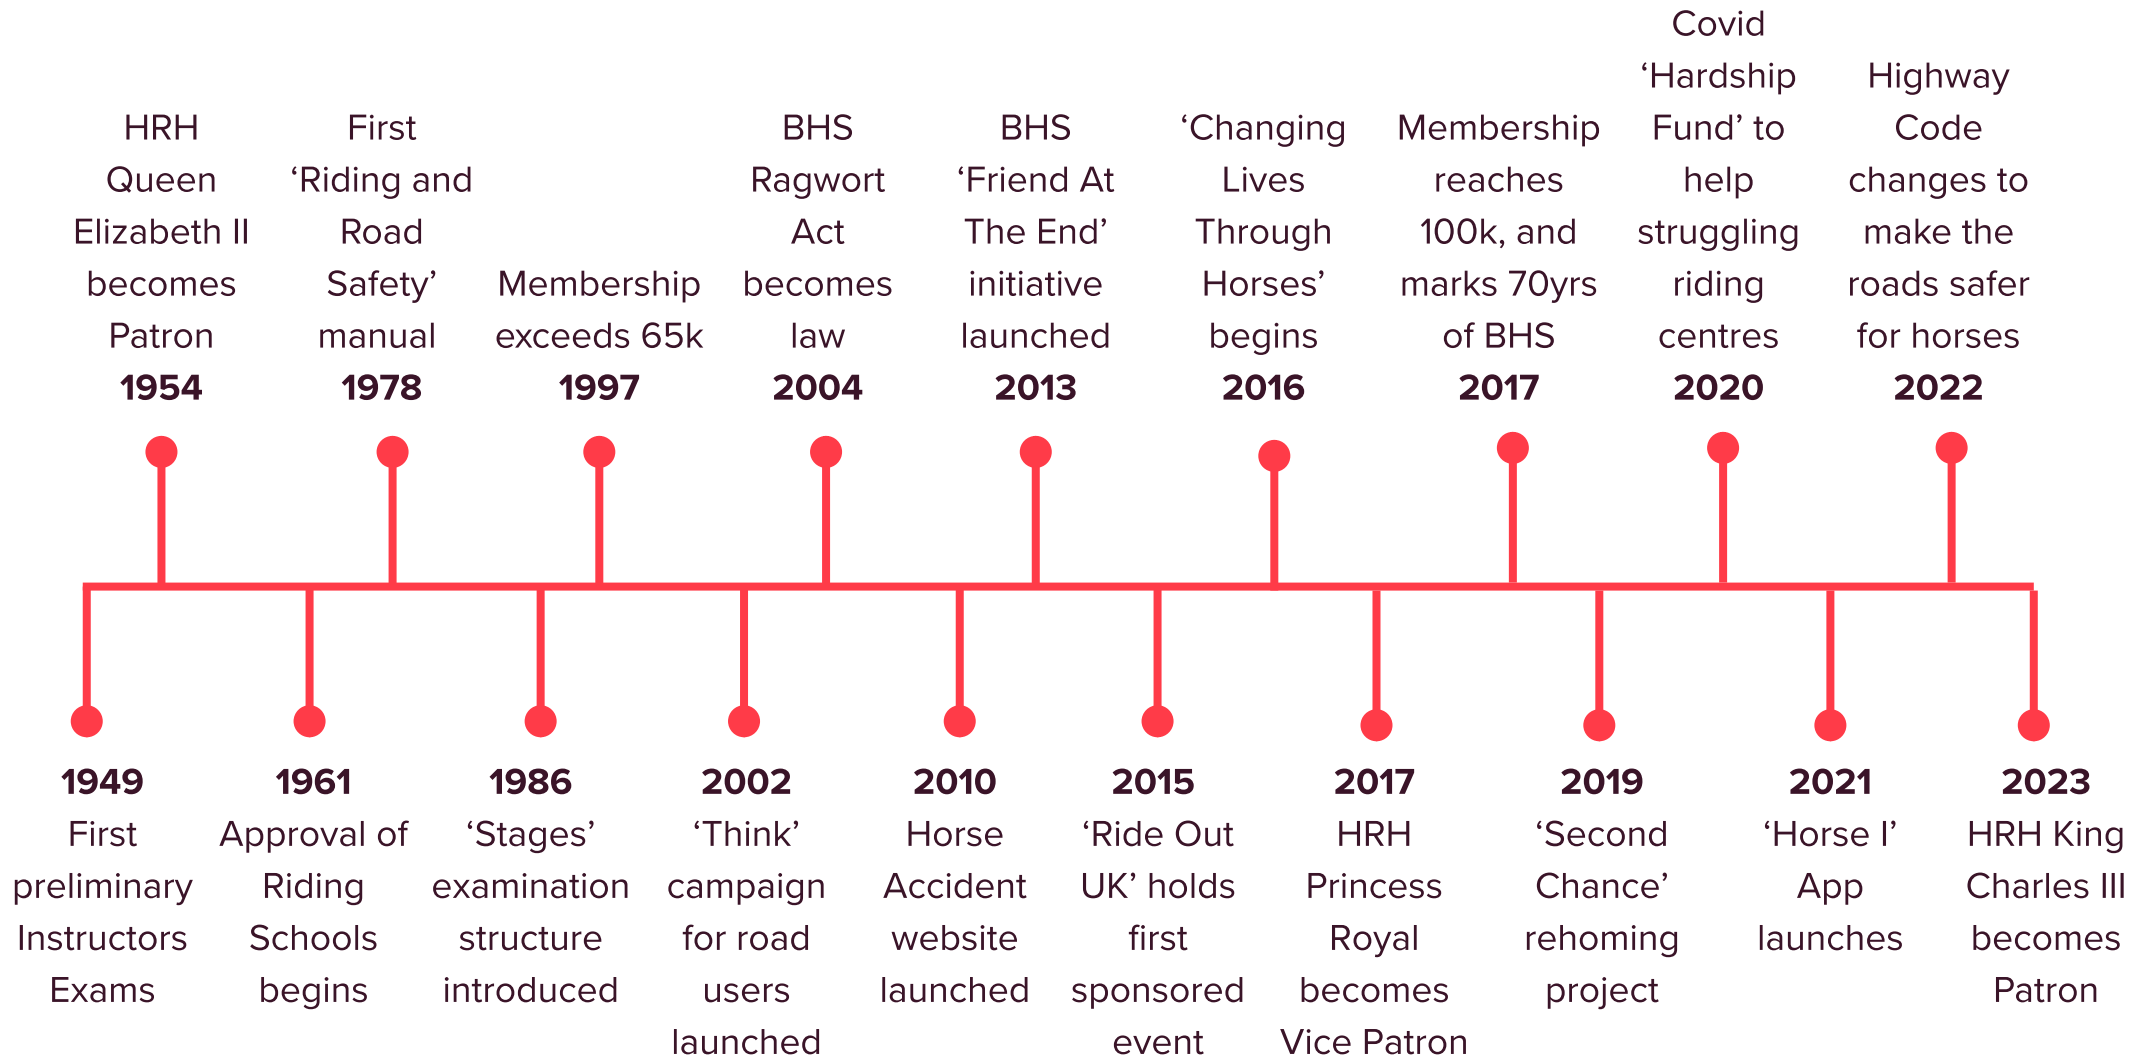 HRH
Queen
Elizabeth II
becomes
Patron
1954
First
‘Riding and
Road
Safety’
manual
1978
Membership
exceeds 65k
1997
BHS
Ragwort
Act
becomes
law
2004
BHS
‘Friend At
The End’
initiative
launched
2013
‘Changing
Lives
Through
Horses’
begins
2016
Membership
reaches
100k, and
marks 70yrs
of BHS
2017
Covid
‘Hardship
Fund’ to
help
struggling
riding
centres
2020
Highway
Code
changes to
make the
roads safer
for horses
2022
1949
First
preliminary
Instructors
Exams
1961
Approval of
Riding
Schools
begins
1986
‘Stages’
examination
structure
introduced
2002
‘Think’
campaign
for road
users
launched
2010
Horse
Accident
website
launched
2015
‘Ride Out
UK’ holds
first
sponsored
event
2017
HRH
Princess
Royal
becomes
Vice Patron
2019
‘Second
Chance’
rehoming
project
2021
‘Horse I’
App
launches
2023
HRH King
Charles III
becomes
Patron